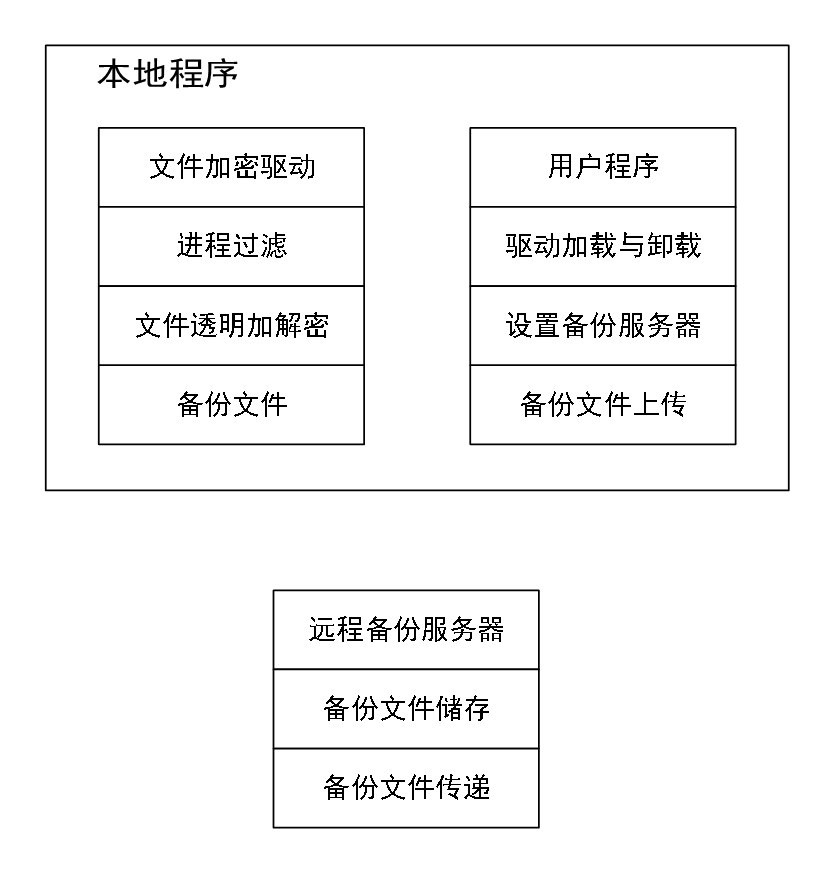 本地程序
文件加密驱动
进程过滤
文件透明加解密
备份文件
用户程序
驱动加载与卸载
设置备份服务器
备份文件上传
远程备份服务器
备份文件储存
备份文件传递